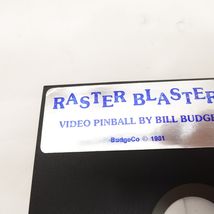 RASTER BLASTER
VIDEO PINBALL BY BILL BUDGE
BudgeCo © 1981